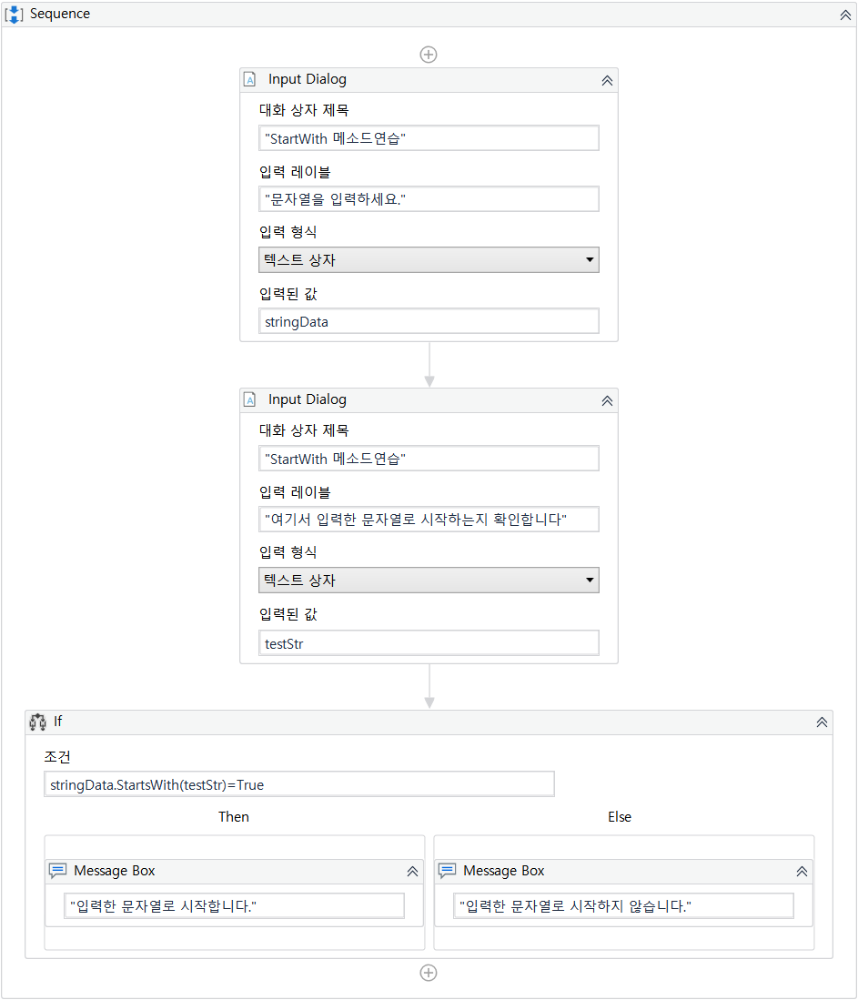 Sequence
Input Dialog
대화 상자 제목
"StartWith 메소드연습"
입력 레이블
"문자열을 입력하세요."
입력 형식
텍스트 상자
입력된 값
stringData
Input Dialog
대화 상자 제목
"StartWith 메소드연습"
입력 레이블
"여기서 입력한 문자열로 시작하는지 확인합니다"
입력 형식
텍스트 상자
입력된 값
testStr
If
조건
stringData.StartsWith(testStr)=True
Then
Else
Message Box
"입력한 문자열로 시작합니다."
Message Box
"입력한 문자열로 시작하지 않습니다."